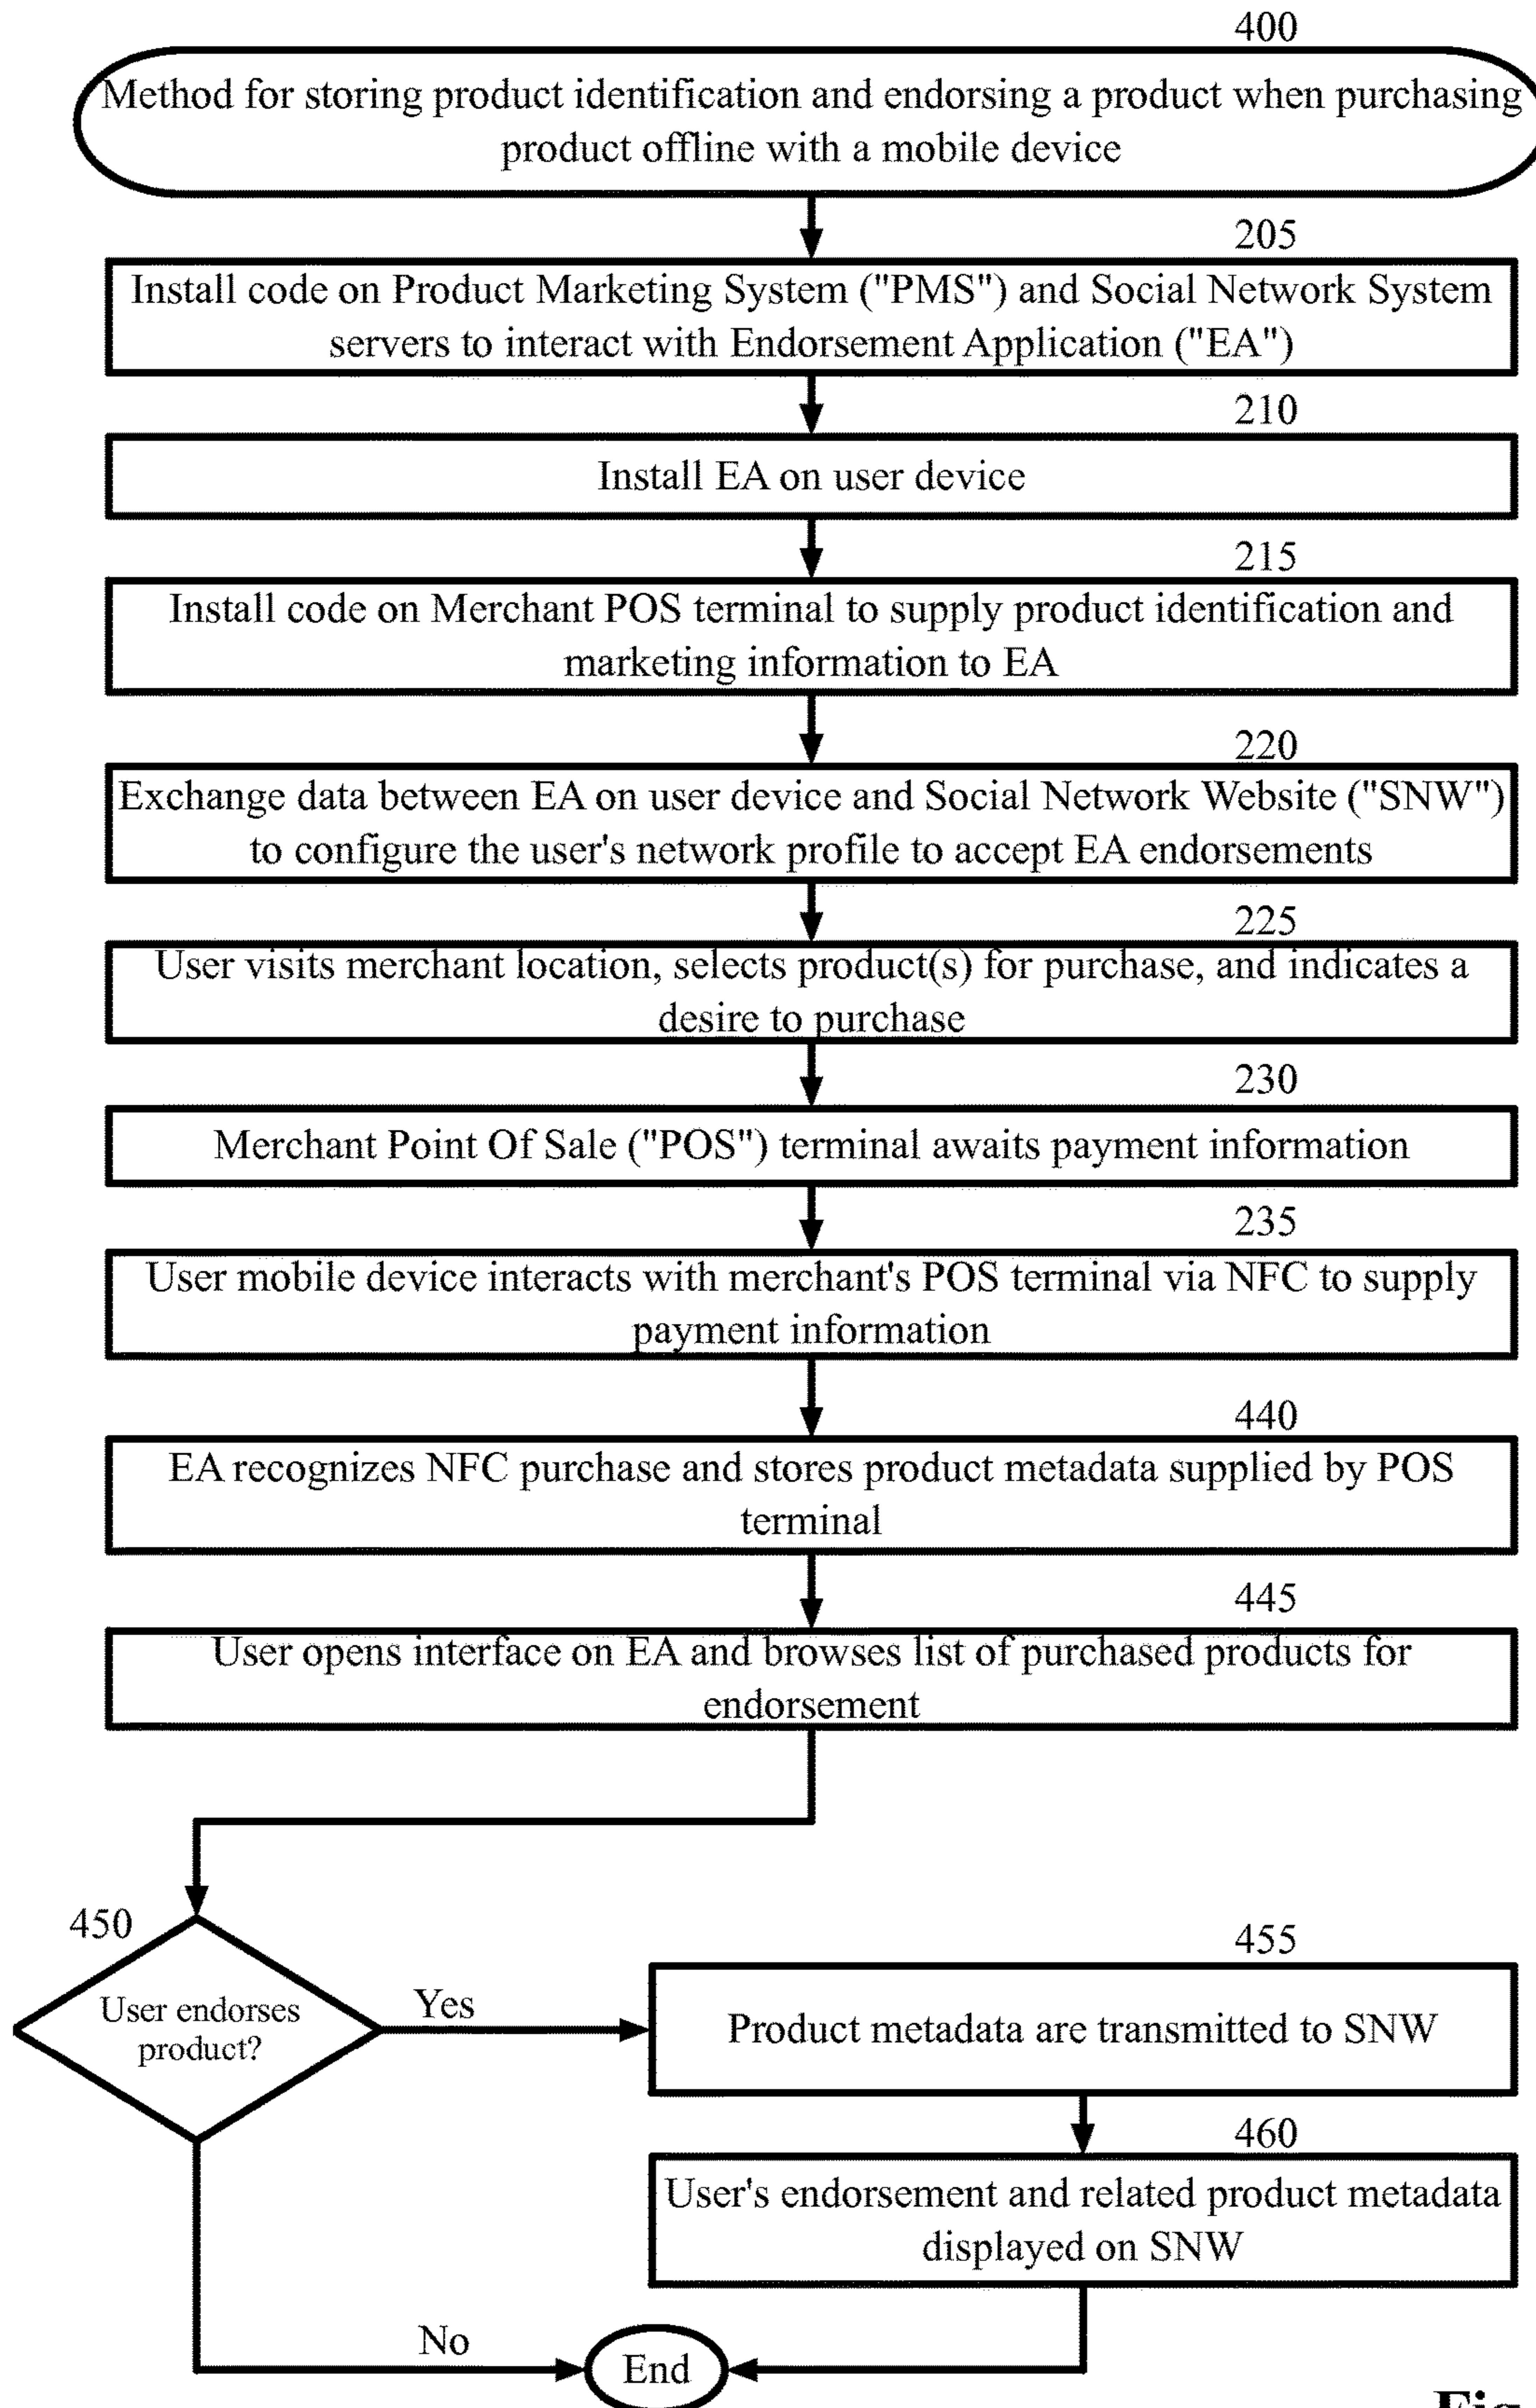 400
Method for storing product identification and endorsing a product when purchasing
product offline with a mobile device
205
Install code on Product Marketing System ("PMS") and Social Network System
servers to interact with Endorsement Application ("EA")
210
Install EA on user device
215
Install code on Merchant POS terminal to supply product identification and
marketing information to EA
220
Exchange data between EA on user device and Social Network Website ("SNW")
to configure the user's network profile to accept EA endorsements
225
User visits merchant location, selects product(s) for purchase, and indicates a
desire to purchase
230
Merchant Point Of Sale ("POS") terminal awaits payment information
235
User mobile device interacts with merchant's POS terminal via NFC to supply
payment information
440
EA recognizes NFC purchase and stores product metadata supplied by POS
terminal
445
User opens interface on EA and browses list of purchased products for
endorsement
450
User endorses
product?
Yes
455
Product metadata are transmitted to SNW
460
User's endorsement and related product metadata
displayed on SNW
No
End